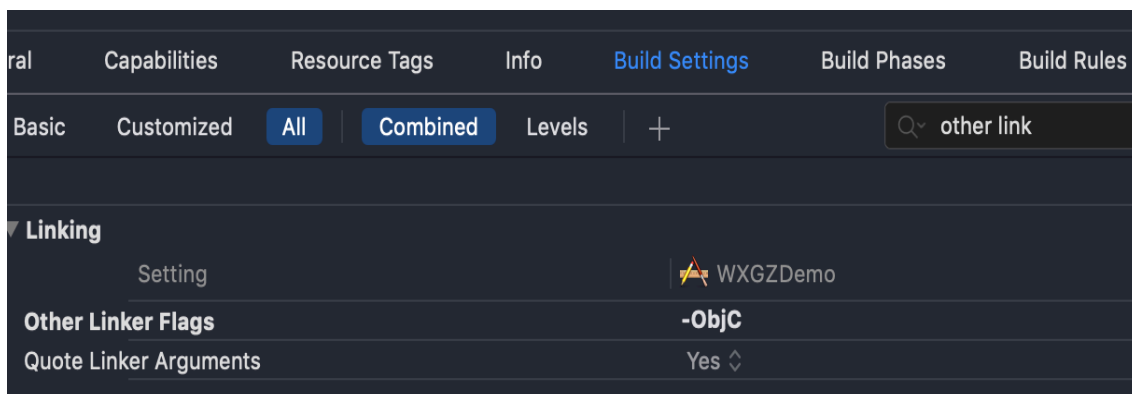 ral Capabilities Resource Tags Info Build Settings Build Phases Build Rules
Basic Customized All Combined Levels + other link
Linking
Setting WXGZDemo
Other Linker Flags -ObjC
Quote Linker Arguments Yes